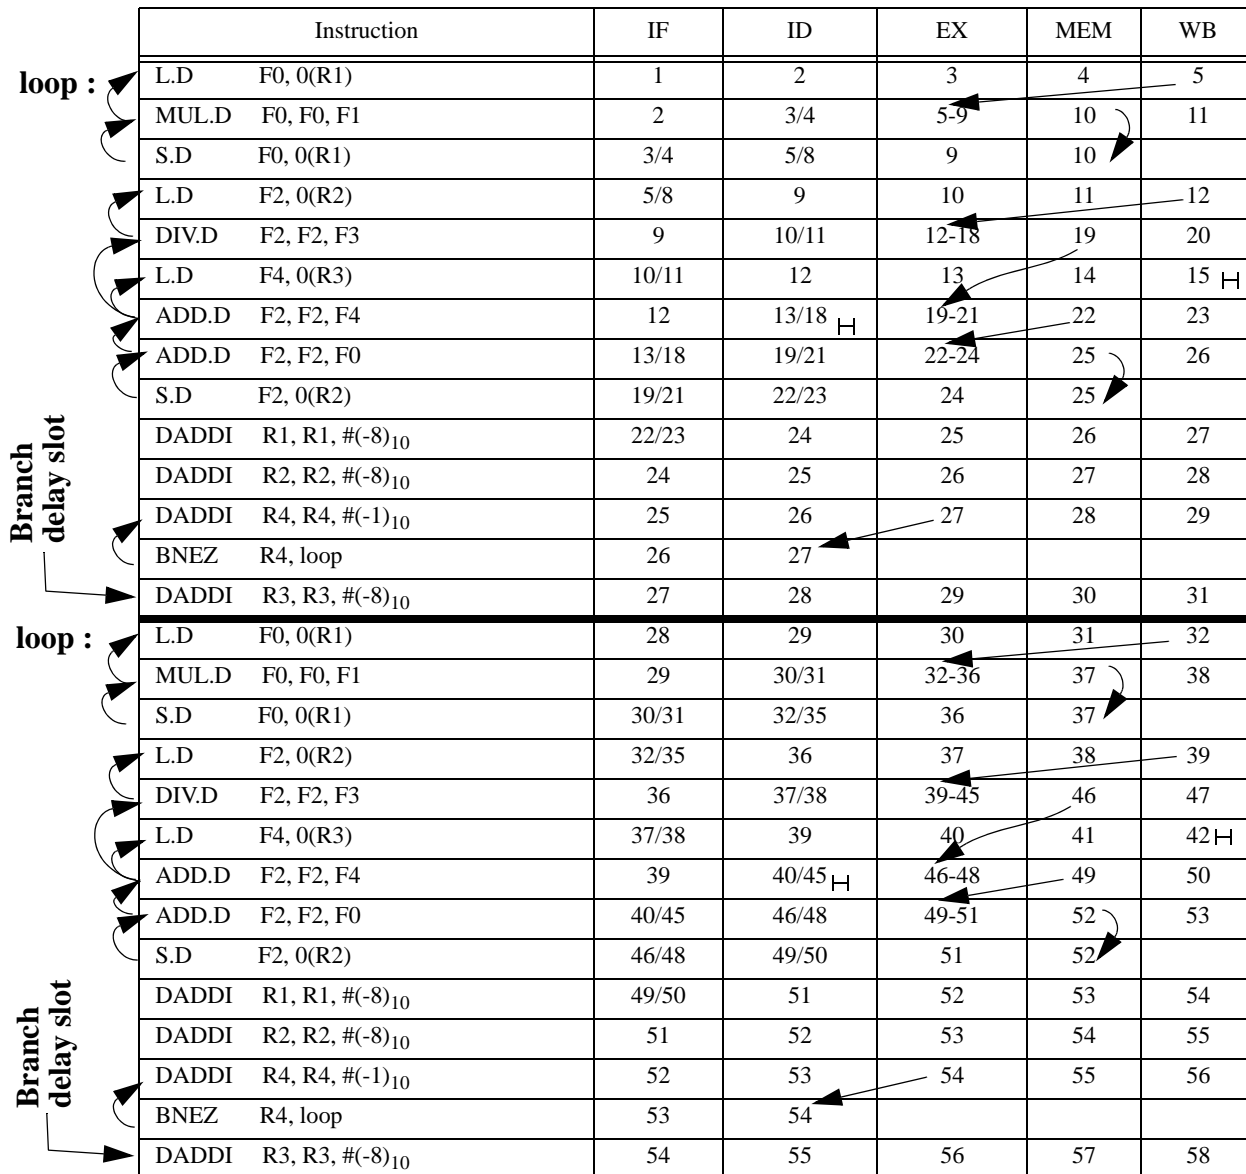 Instruction IF ID EX MEM WB
loop : L.D F0, 0(R1) 1 2 3 4 5
MUL.D F0, F0, F1 2 3/4 5-9 10 11
S.D F0, 0(R1) 3/4 5/8 9 10
L.D F2, 0(R2) 5/8 9 10 11 12
DIV.D F2, F2, F3 9 10/11 12-18 19 20
L.D F4, 0(R3) 10/11 12 13 14 15
ADD.D F2, F2, F4 12 13/18 19-21 22 23
ADD.D F2, F2, F0 13/18 19/21 22-24 25 26
S.D F2, 0(R2) 19/21 22/23 24 25
DADDI R1, R1, #(-8)10 22/23 24 25 26 27
DADDI R2, R2, #(-8)10 24 25 26 27 28
DADDI R4, R4, #(-1)10 25 26 27 28 29
BNEZ R4, loop 26 27
DADDI R3, R3, #(-8)10 27 28 29 30 31
Branch
delay slot
loop : L.D F0, 0(R1) 28 29 30 31 32
MUL.D F0, F0, F1 29 30/31 32-36 37 38
S.D F0, 0(R1) 30/31 32/35 36 37
L.D F2, 0(R2) 32/35 36 37 38 39
DIV.D F2, F2, F3 36 37/38 39-45 46 47
L.D F4, 0(R3) 37/38 39 40 41 42
ADD.D F2, F2, F4 39 40/45 46-48 49 50
ADD.D F2, F2, F0 40/45 46/48 49-51 52 53
S.D F2, 0(R2) 46/48 49/50 51 52
DADDI R1, R1, #(-8)10 49/50 51 52 53 54
DADDI R2, R2, #(-8)10 51 52 53 54 55
DADDI R4, R4, #(-1)10 52 53 54 55 56
BNEZ R4, loop 53 54
DADDI R3, R3, #(-8)10 54 55 56 57 58
Branch
delay slot